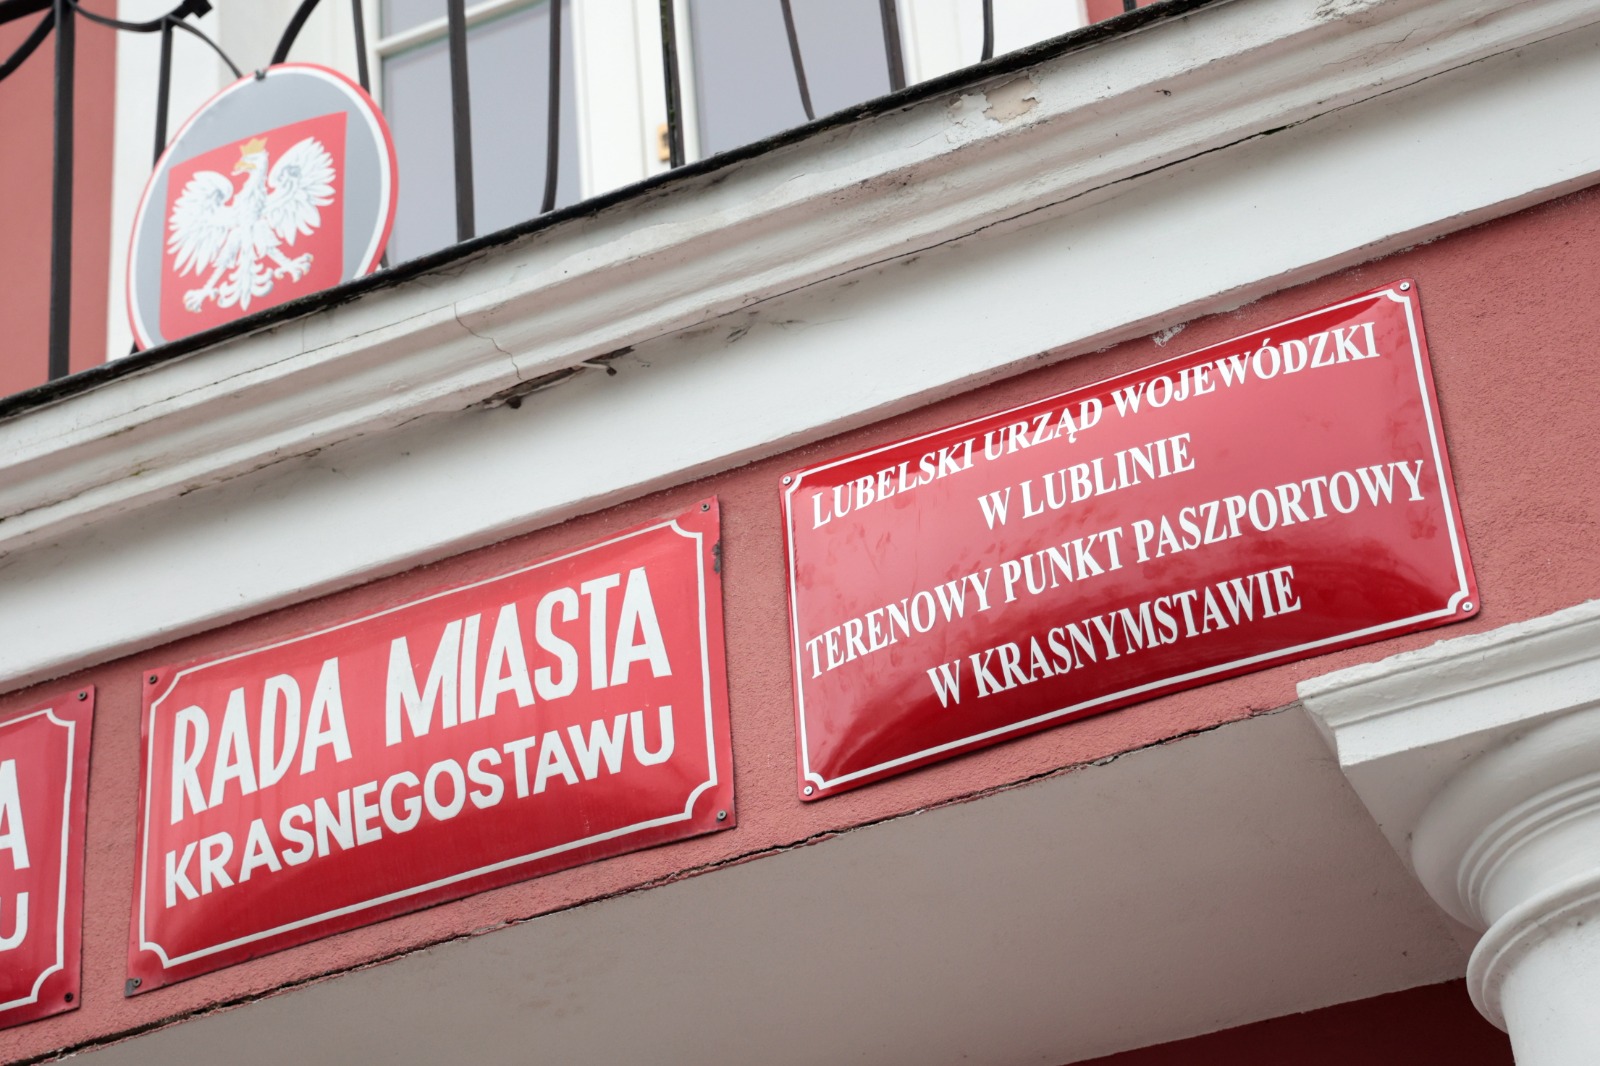 RADA MIASTA
KRASNEGOSTAWU
LUBELSKI URZĄD WOJEWÓDZKI
W LUBLINIE
TERENOWY PUNKT PASZPORTOWY
W KRASNYMSTAWIE